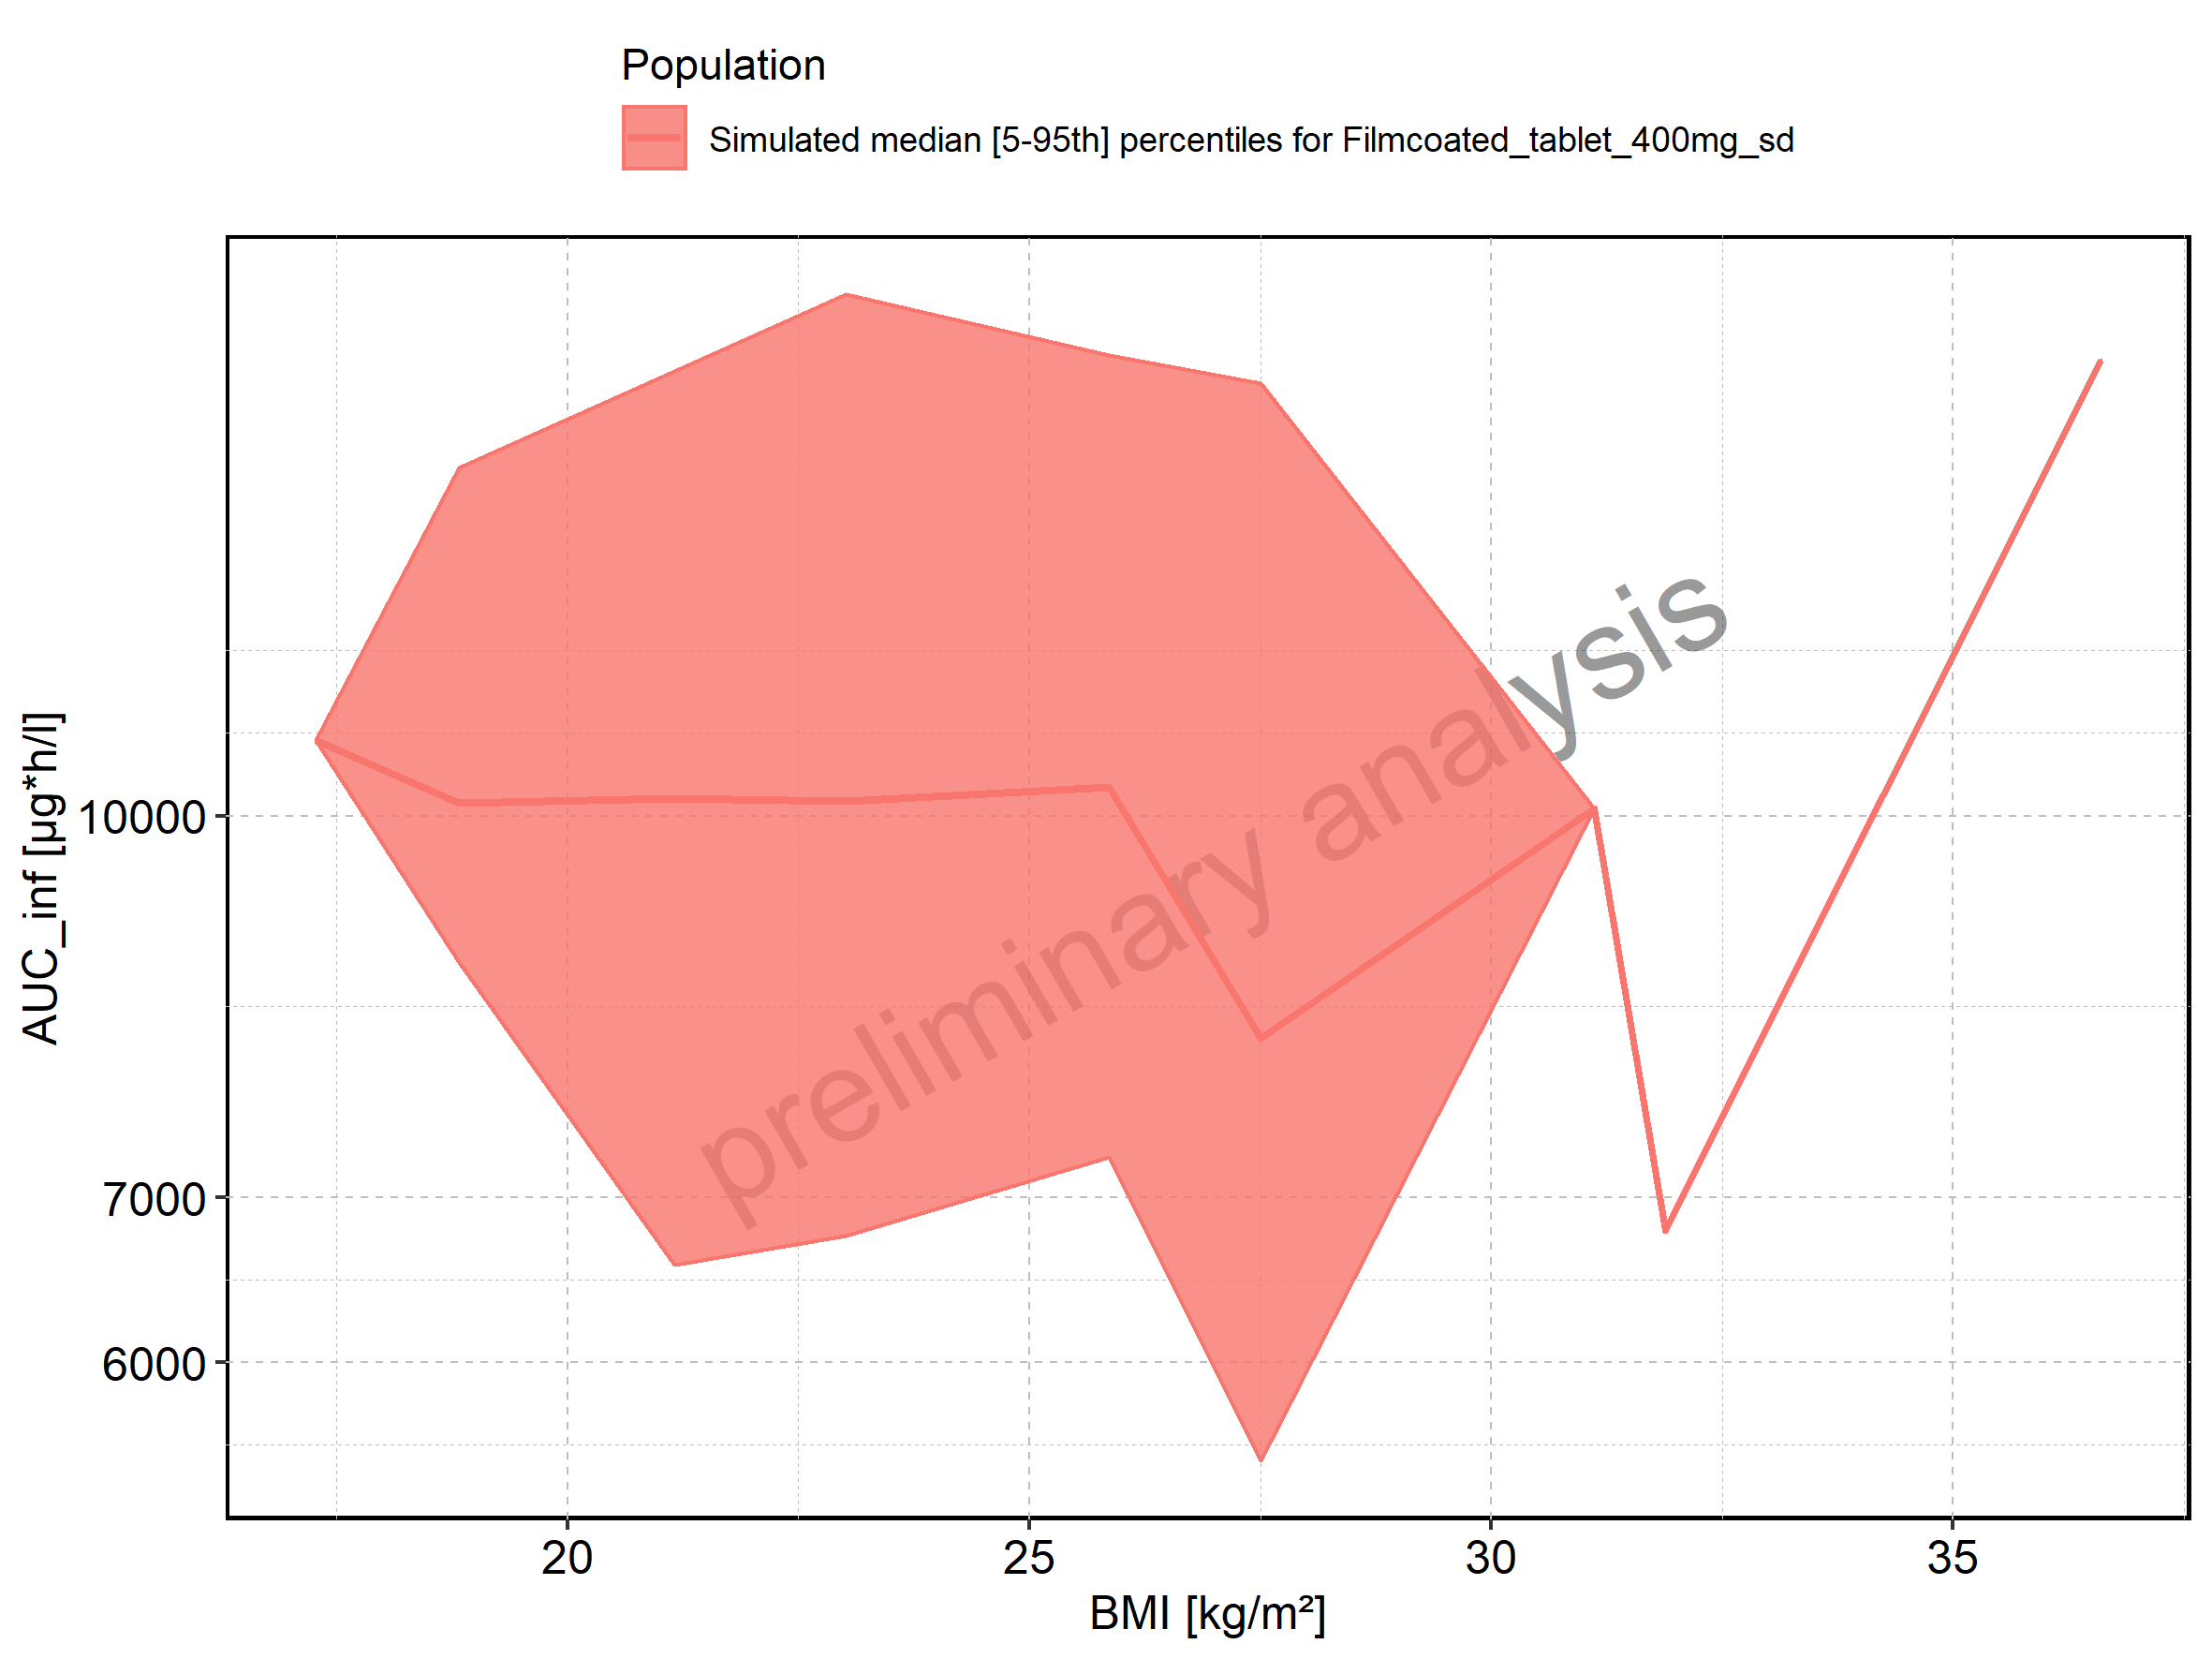 Population
Simulated median [5-95th] percentiles for Filmcoated_tablet_400mg_sd
AUC_inf [µg*h/l]
10000
7000
6000
preliminary analysis
20 25 30 35
BMI [kg/m²]